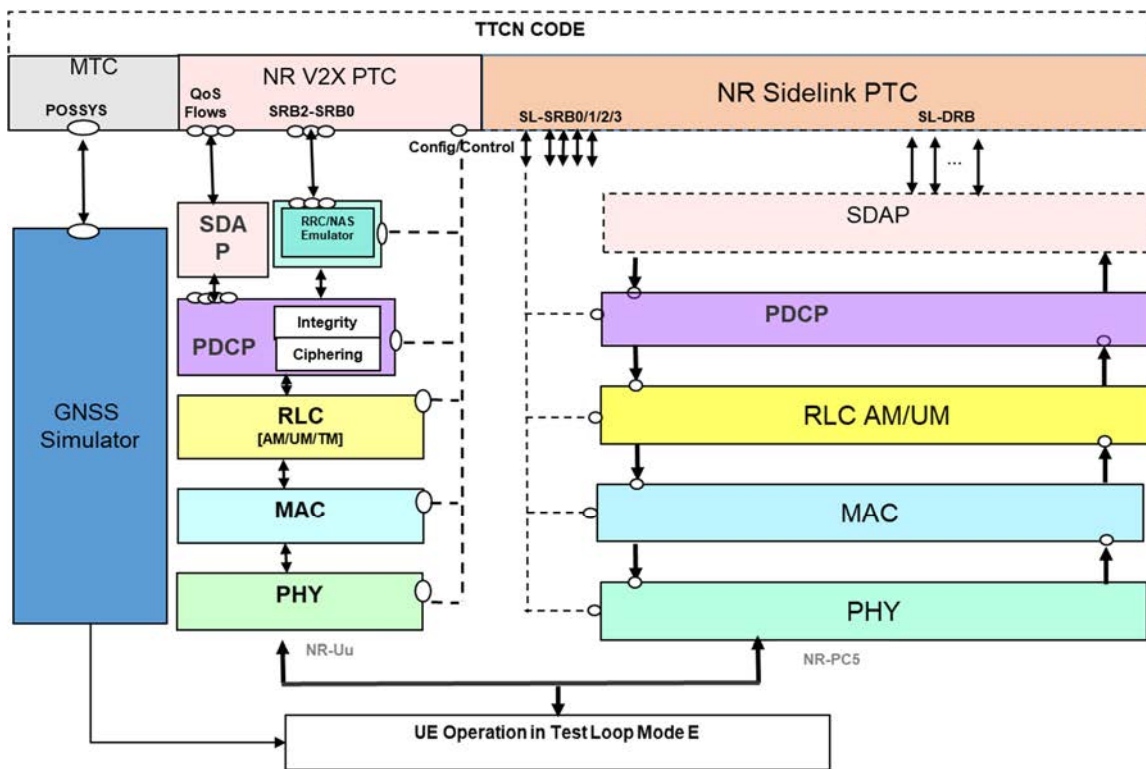 TTCN CODE
MTC
NR V2X PTC
NR Sidelink PTC
POSSYS
QoS
Flows
SRB2-SRB0
SL-SRB0/1/2/3
SL-DRB
Config/Control
...
SDA
P
RRC/NAS
Emulator
SDAP
Integrity
PDCP
Ciphering
PDCP
GNSS
Simulator
RLC
[AM/UM/TM]
RLC AM/UM
MAC
MAC
PHY
PHY
NR-Uu
NR-PC5
UE Operation in Test Loop Mode E